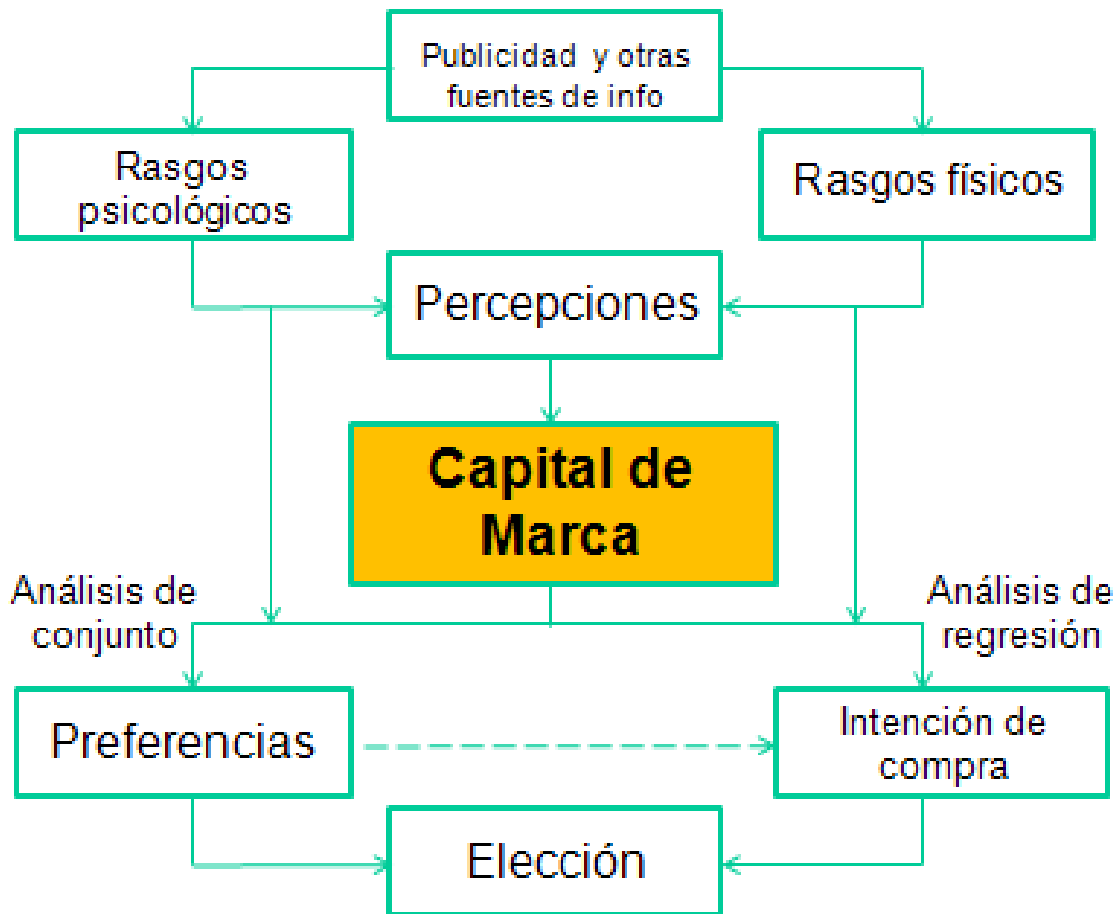 Publicidad y otras
fuentes de info
Rasgos
psicológicos
Rasgos físicos
Percepciones
Capital de
Marca
Análisis de
conjunto
Análisis de
regresión
Preferencias
Intención de
compra
Elección